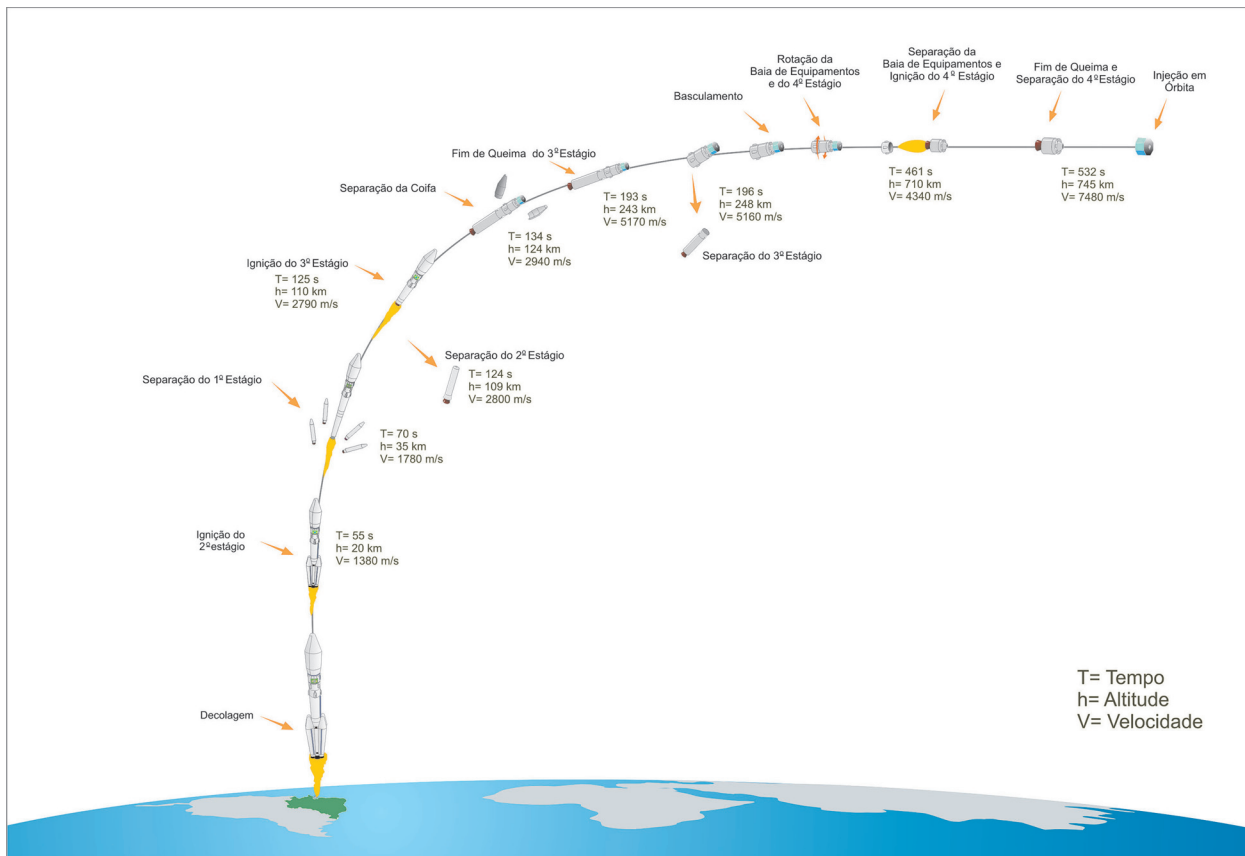 Decolagem
Ignição do
2º estágio
T= 55 s
h= 20 km
V= 1380 m/s
Separação do 1º Estágio
T= 70 s
h= 35 km
V= 1780 m/s
Separação do 2º Estágio
T= 124 s
h= 109 km
V= 2800 m/s
Ignição do 3º Estágio
T= 125 s
h= 110 km
V= 2790 m/s
Separação da Coifa
T= 134 s
h= 124 km
V= 2940 m/s
Fim de Queima do 3º Estágio
T= 193 s
h= 243 km
V= 5170 m/s
T= 196 s
h= 248 km
V= 5160 m/s
Separação do 3º Estágio
Basculamento
Rotação da
Baia de Equipamentos
e do 4º Estágio
Separação da
Baia de Equipamentos e
Ignição do 4º Estágio
T= 461 s
h= 710 km
V= 4340 m/s
Fim de Queima e
Separação do 4º Estágio
T= 532 s
h= 745 km
V= 7480 m/s
Injeção em
Órbita
T= Tempo
h= Altitude
V= Velocidade